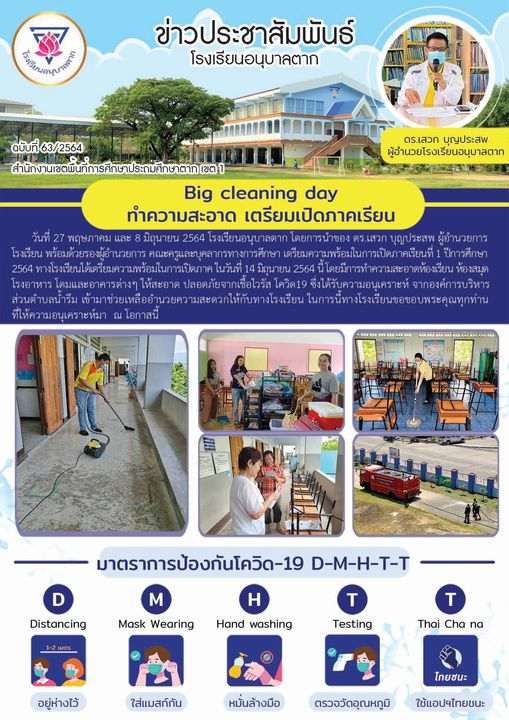 โรงเรียนอนุบาลตาก
ข่าวประชาสัมพันธ์
โรงเรียนอนุบาลตาก
ฉบับที่ 63/2564
สำนักงานเขตพื้นที่การศึกษาประถมศึกษาตาก เขต 1
ดร.เสวก บุญประสพ
ผู้อำนวยโรงเรียนอนุบาลตาก
Big cleaning day
ทำความสะอาด เตรียมเปิดภาคเรียน
วันที่ 27 พฤษภาคม และ 8 มิถุนายน 2564 โรงเรียนอนุบาลตาก โดยการนำของ ดร.เสวก บุญประสพ ผู้อำนวยการ
โรงเรียน พร้อมด้วยรองผู้อำนวยการ คณะครูและบุคลากรทางการศึกษา เตรียมความพร้อมในการเปิดภาคเรียนที่ 1 ปีการศึกษา
2564 ทางโรงเรียนได้เตรียมความพร้อมในการเปิดภาค ในวันที่ 14 มิถุนายน 2564 นี้ โดยมีการทำความสะอาดห้องเรียน ห้องสมุด
โรงอาหาร โดมและอาคารต่างๆ ให้สะอาด ปลอดภัยจากเชื้อไวรัส โควิด19 ซึ่งได้รับความอนุเคราะห์ จากองค์การบริหาร
ส่วนตำบลน้ำรึม เข้ามาช่วยเหลืออำนวยความสะดวกให้กับทางโรงเรียน ในการนี้ทางโรงเรียนขอขอบพระคุณทุกท่าน
ที่ให้ความอนุเคราะห์มา ณ โอกาสนี้
มาตราการป้องกันโควิด-19 D-M-H-T-T
D M H T T
Distancing Mask Wearing Hand washing Testing Thai Cha na
1-2 เมตร
ไทยชนะ
อยู่ห่างไว้ ใส่แมสก์กัน หมั่นล้างมือ ตรวจวัดอุณหภูมิ ใช้แอปฯไทยชนะ